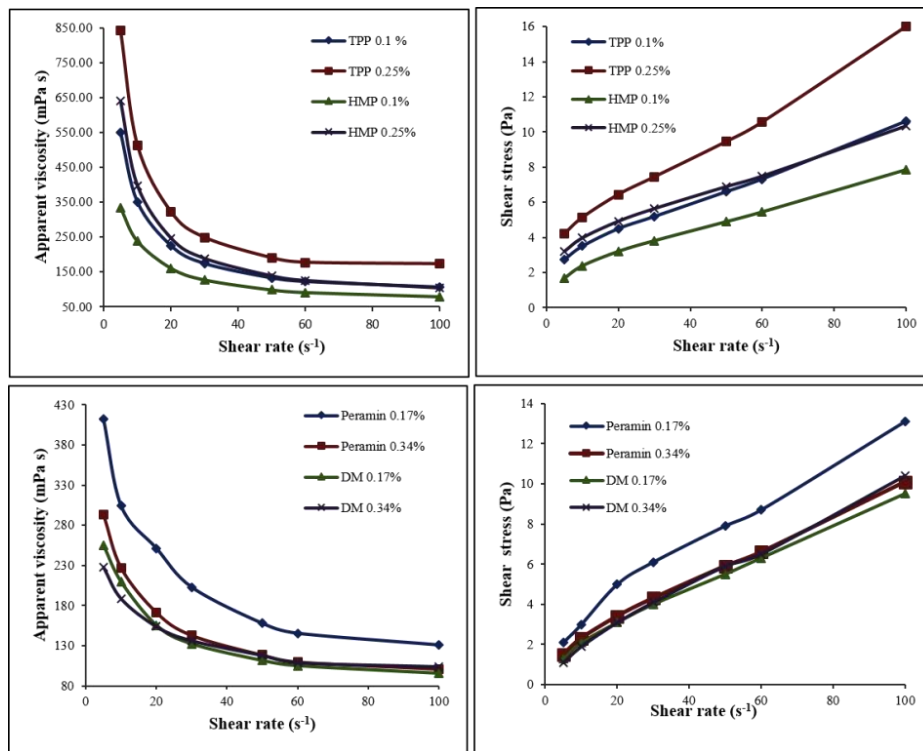 850.00
750.00
650.00
550.00
450.00
350.00
250.00
150.00
50.00
Apparent viscosity (mPa s)
TPP 0.1 %
TPP 0.25%
HMP 0.1%
HMP 0.25%
0 20 40 60 80 100
Shear rate (s-1)
16
14
12
10
8
6
4
2
0
Shear stress (Pa)
TPP 0.1%
TPP 0.25%
HMP 0.1%
HMP 0.25%
0 20 40 60 80 100
Shear rate (s-1)
430
380
330
280
230
180
130
80
Apparent viscosity (mPa s)
Peramin 0.17%
Peramin 0.34%
DM 0.17%
DM 0.34%
0 20 40 60 80 100
Shear rate (s-1)
14
12
10
8
6
4
2
0
Shear stress (Pa)
Peramin 0.17%
Peramin 0.34%
DM 0.17%
DM 0.34%
0 20 40 60 80 100
Shear rate (s-1)